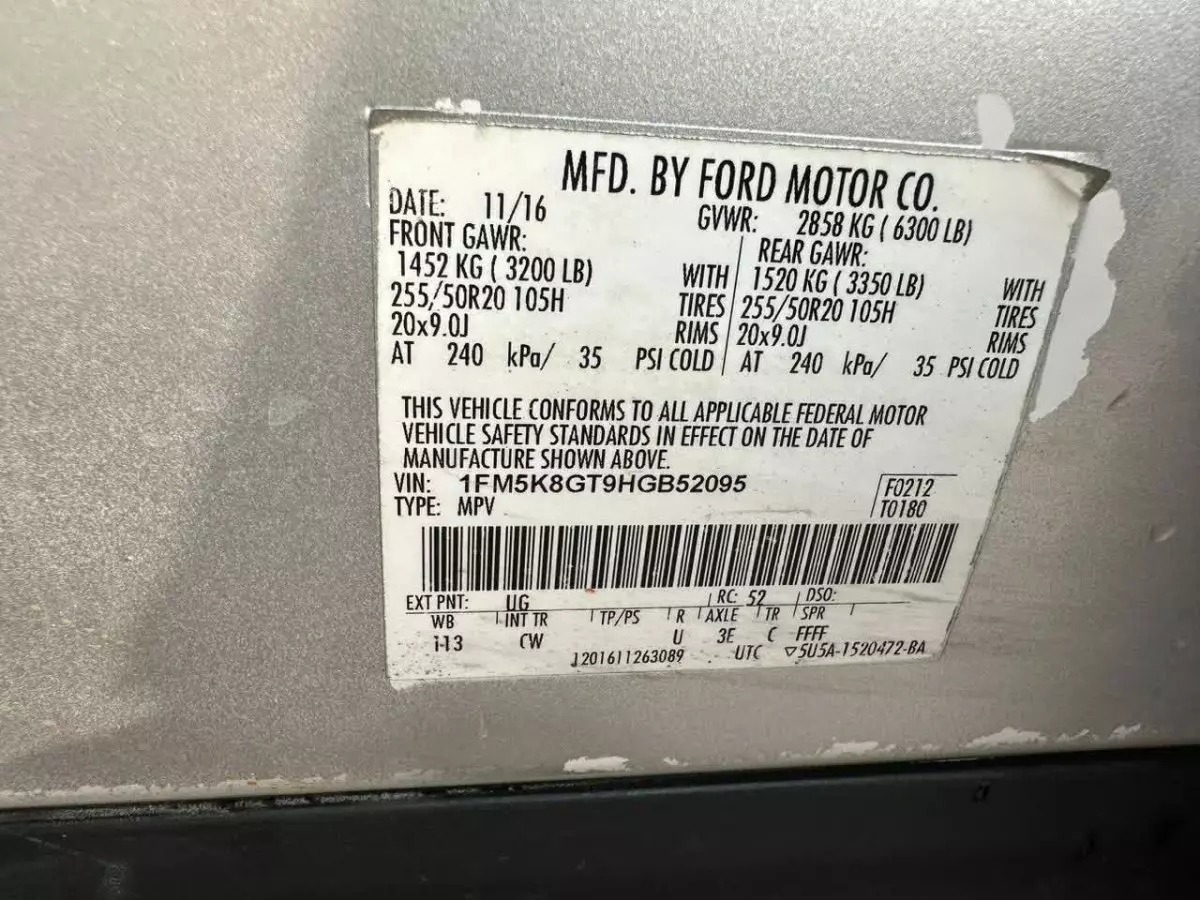 MFD. BY FORD MOTOR CO.
DATE: 11/16 GVWR: 2858 KG ( 6300 LB)
FRONT GAWR: REAR GAWR:
1452 KG ( 3200 LB) WITH 1520 KG ( 3350 LB) WITH
255/50R20 105H TIRES 255/50R20 105H TIRES
20x9.0J RIMS 20x9.0J RIMS
AT 240 kPa/ 35 PSI COLD AT 240 kPa/ 35 PSI COLD
THIS VEHICLE CONFORMS TO ALL APPLICABLE FEDERAL MOTOR
VEHICLE SAFETY STANDARDS IN EFFECT ON THE DATE OF
MANUFACTURE SHOWN ABOVE.
VIN: 1FM5K8GT9HGB52095 F0212
TYPE: MPV T0180
EXT PNT: UG RC: 52 DSO:
WB INT TR TP/PS R AXLE TR SPR
113 CW U 3E C FFFF
J201611263089 UTC ▽5U5A-1520472-BA